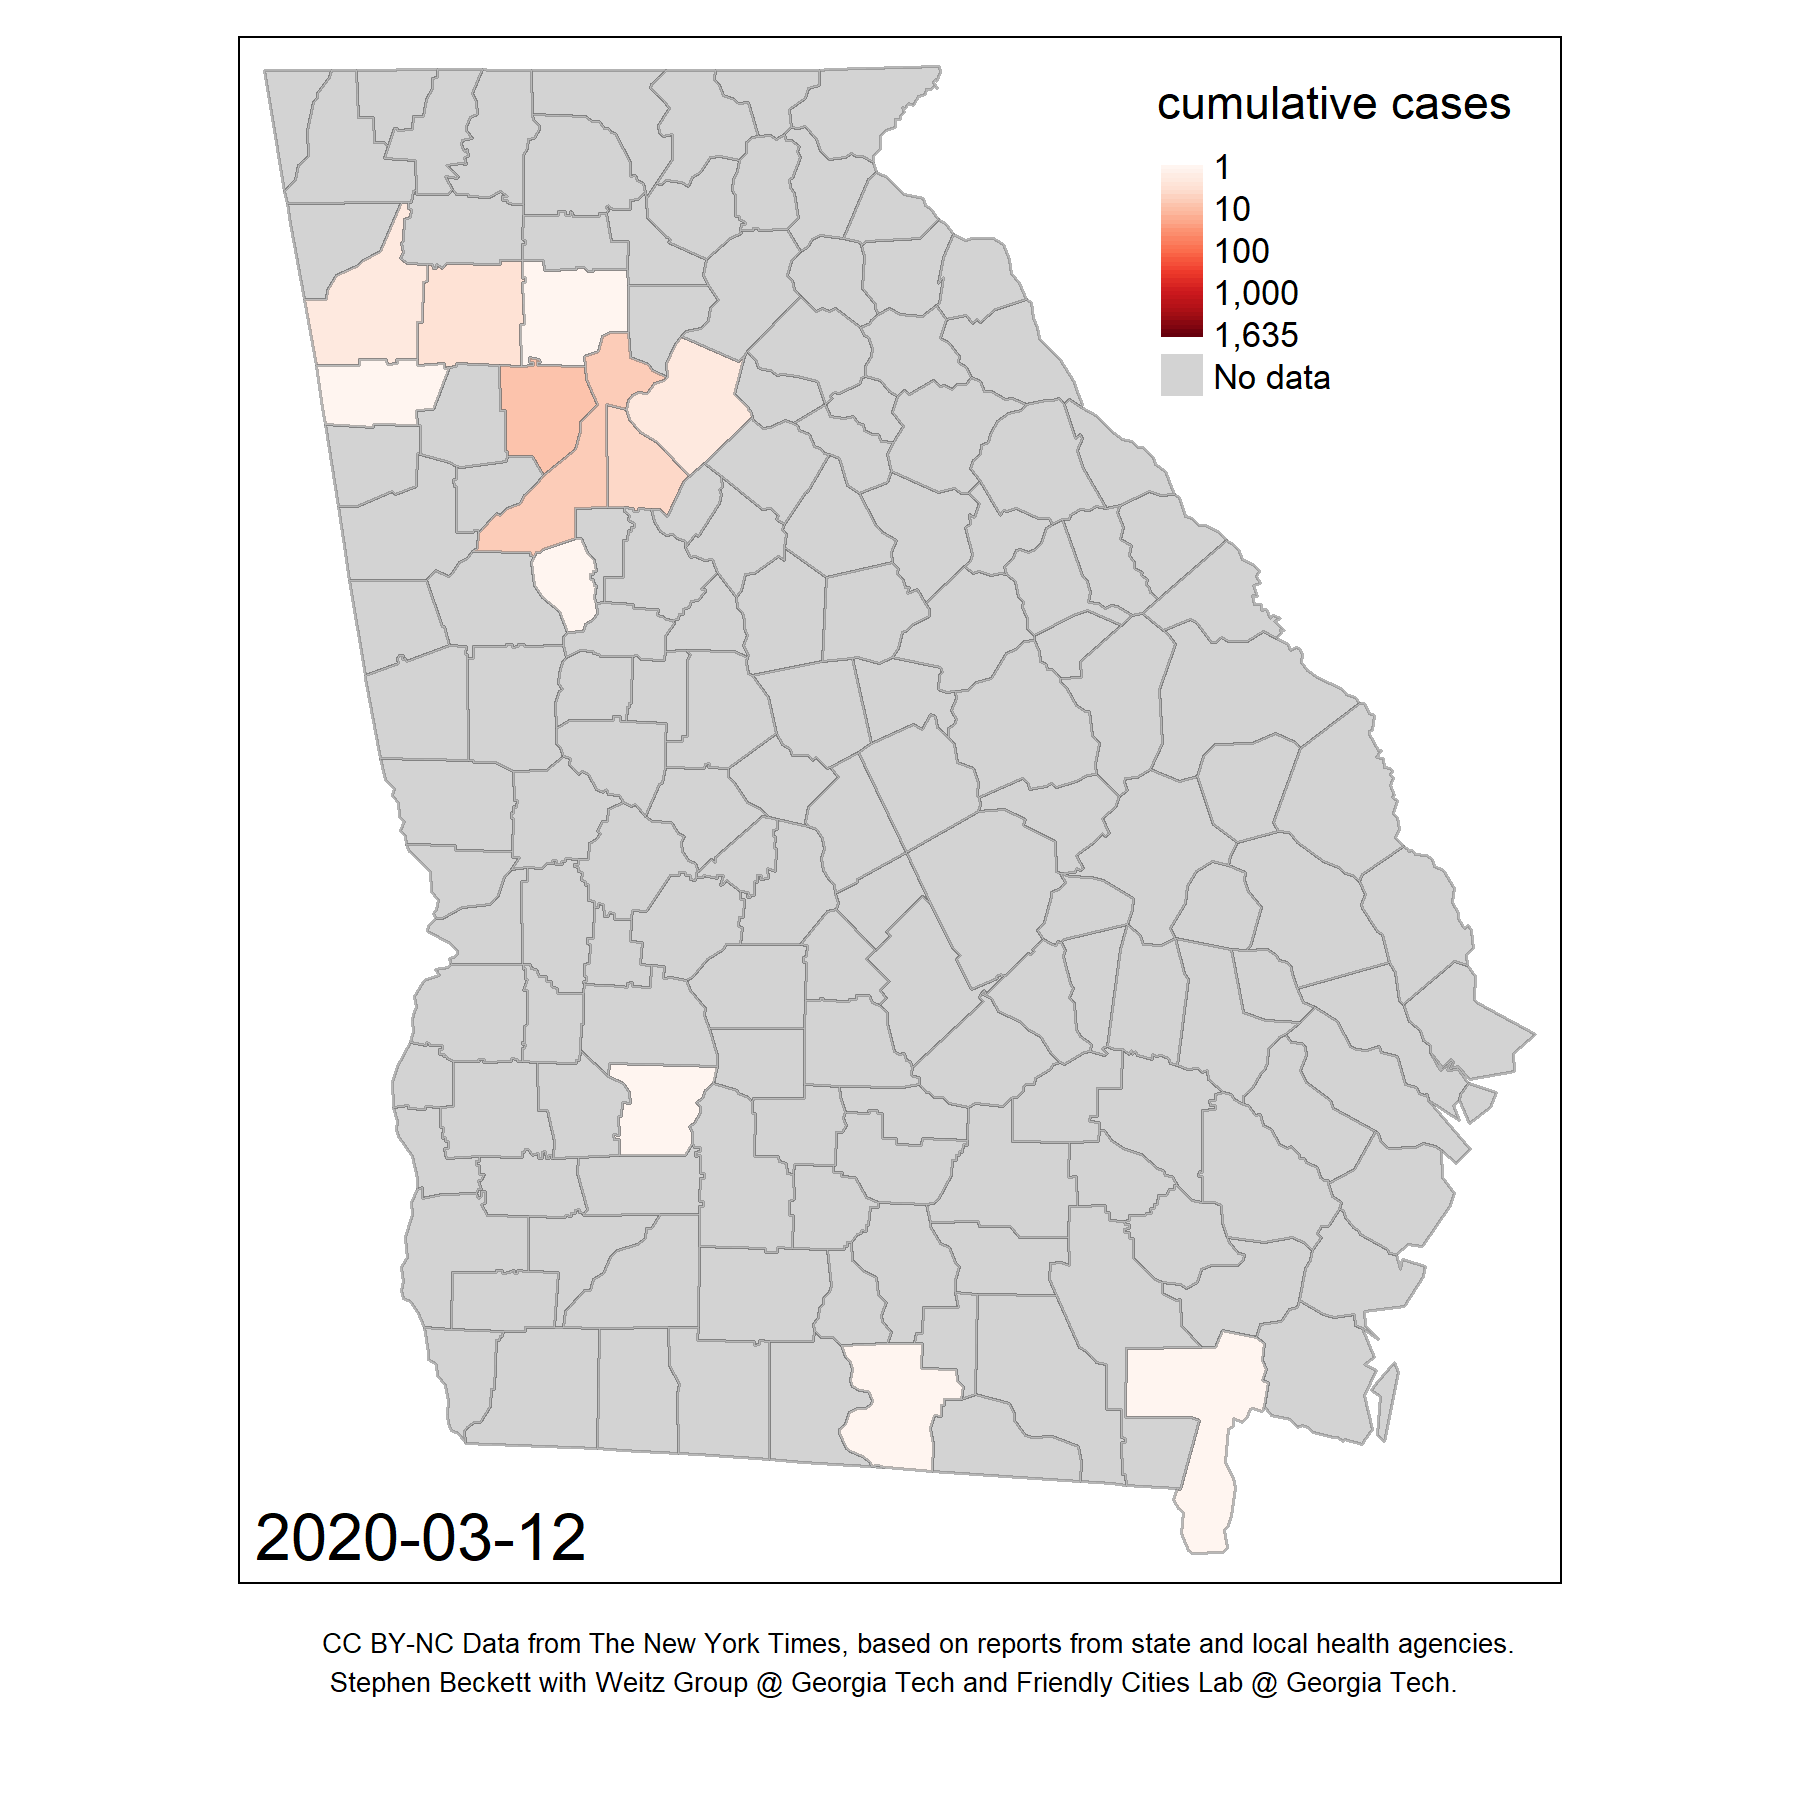 cumulative cases
1
10
100
1,000
1,635
No data
2020-03-12
CC BY-NC Data from The New York Times, based on reports from state and local health agencies.
Stephen Beckett with Weitz Group @ Georgia Tech and Friendly Cities Lab @ Georgia Tech.